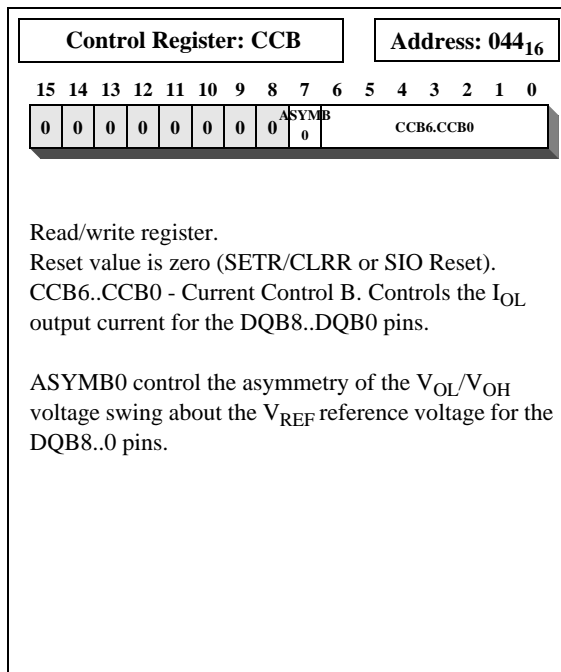 Control Register: CCB
Address: 044₁₆
15 14 13 12 11 10 9 8 7 6 5 4 3 2 1 0
0 0 0 0 0 0 0 0 ASYMB 0 CCB6.CCB0
Read/write register.
Reset value is zero (SETR/CLRR or SIO Reset).
CCB6..CCB0 - Current Control B. Controls the I_OL
output current for the DQB8..DQB0 pins.
ASYMB0 control the asymmetry of the V_OL/V_OH
voltage swing about the V_REF reference voltage for the
DQB8..0 pins.